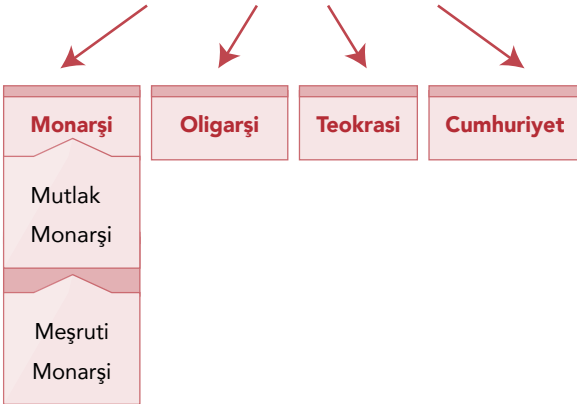 Monarşi
Oligarşi
Teokrasi
Cumhuriyet
Mutlak
Monarşi
Meşruti
Monarşi